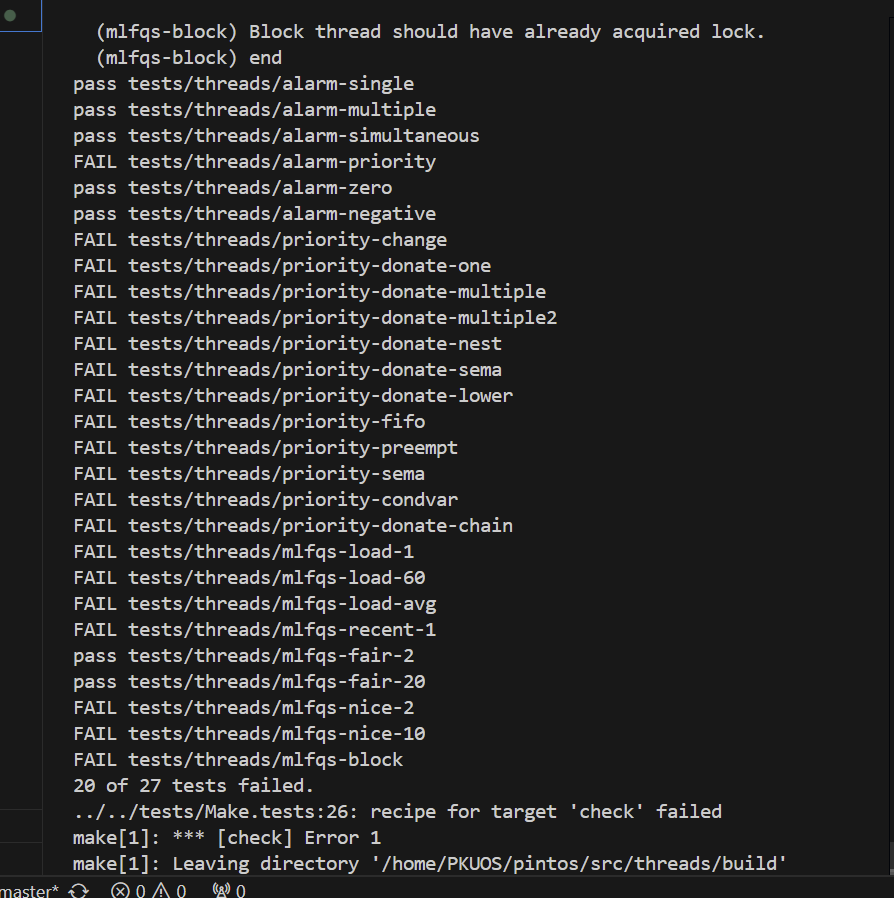 (mlfqs-block) Block thread should have already acquired lock.
(mlfqs-block) end
pass tests/threads/alarm-single
pass tests/threads/alarm-multiple
pass tests/threads/alarm-simultaneous
FAIL tests/threads/alarm-priority
pass tests/threads/alarm-zero
pass tests/threads/alarm-negative
FAIL tests/threads/priority-change
FAIL tests/threads/priority-donate-one
FAIL tests/threads/priority-donate-multiple
FAIL tests/threads/priority-donate-multiple2
FAIL tests/threads/priority-donate-nest
FAIL tests/threads/priority-donate-sema
FAIL tests/threads/priority-donate-lower
FAIL tests/threads/priority-fifo
FAIL tests/threads/priority-preempt
FAIL tests/threads/priority-sema
FAIL tests/threads/priority-condvar
FAIL tests/threads/priority-donate-chain
FAIL tests/threads/mlfqs-load-1
FAIL tests/threads/mlfqs-load-60
FAIL tests/threads/mlfqs-load-avg
FAIL tests/threads/mlfqs-recent-1
pass tests/threads/mlfqs-fair-2
pass tests/threads/mlfqs-fair-20
FAIL tests/threads/mlfqs-nice-2
FAIL tests/threads/mlfqs-nice-10
FAIL tests/threads/mlfqs-block
20 of 27 tests failed.
../../tests/Make.tests:26: recipe for target 'check' failed
make[1]: *** [check] Error 1
make[1]: Leaving directory '/home/PKUOS/pintos/src/threads/build'
master* 0 0 0